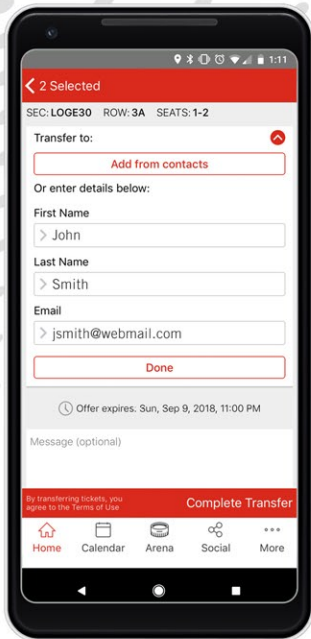 1:11
2 Selected
SEC: LOGE30 ROW: 3A SEATS: 1-2
Transfer to:
Add from contacts
Or enter details below:
First Name
John
Last Name
Smith
Email
jsmith@webmail.com
Done
Offer expires. Sun, Sep 9, 2018, 11:00 PM
Message (optional)
By transferring tickets, you
agree to the Terms of Use
Complete Transfer
Home Calendar Arena Social More